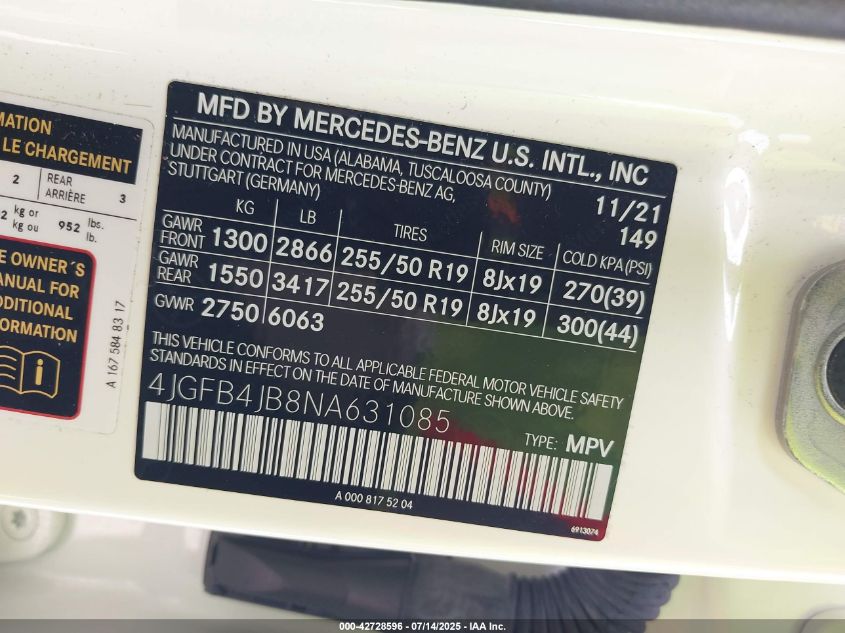 MATION
LE CHARGEMENT
2 REAR ARRIÈRE 3
2 kg or kg ou 952 lbs. lb.
E OWNER´S
MANUAL FOR
DDITIONAL
FORMATION
A 167 584 83 17
MFD BY MERCEDES-BENZ U.S. INTL., INC
MANUFACTURED IN USA (ALABAMA, TUSCALOOSA COUNTY)
UNDER CONTRACT FOR MERCEDES-BENZ AG,
STUTTGART (GERMANY)
11/21
149
KG LB TIRES RIM SIZE COLD KPA (PSI)
GAWR FRONT 1300 2866 255/50 R19 8Jx19 270(39)
GAWR REAR 1550 3417 255/50 R19 8Jx19 300(44)
GVWR 2750 6063
THIS VEHICLE CONFORMS TO ALL APPLICABLE FEDERAL MOTOR VEHICLE SAFETY
STANDARDS IN EFFECT ON THE DATE OF MANUFACTURE SHOWN ABOVE.
4JGFB4JB8NA631085
TYPE: MPV
A 000 817 52 04
6913074
000-42728596 - 07/14/2025 - IAA Inc.